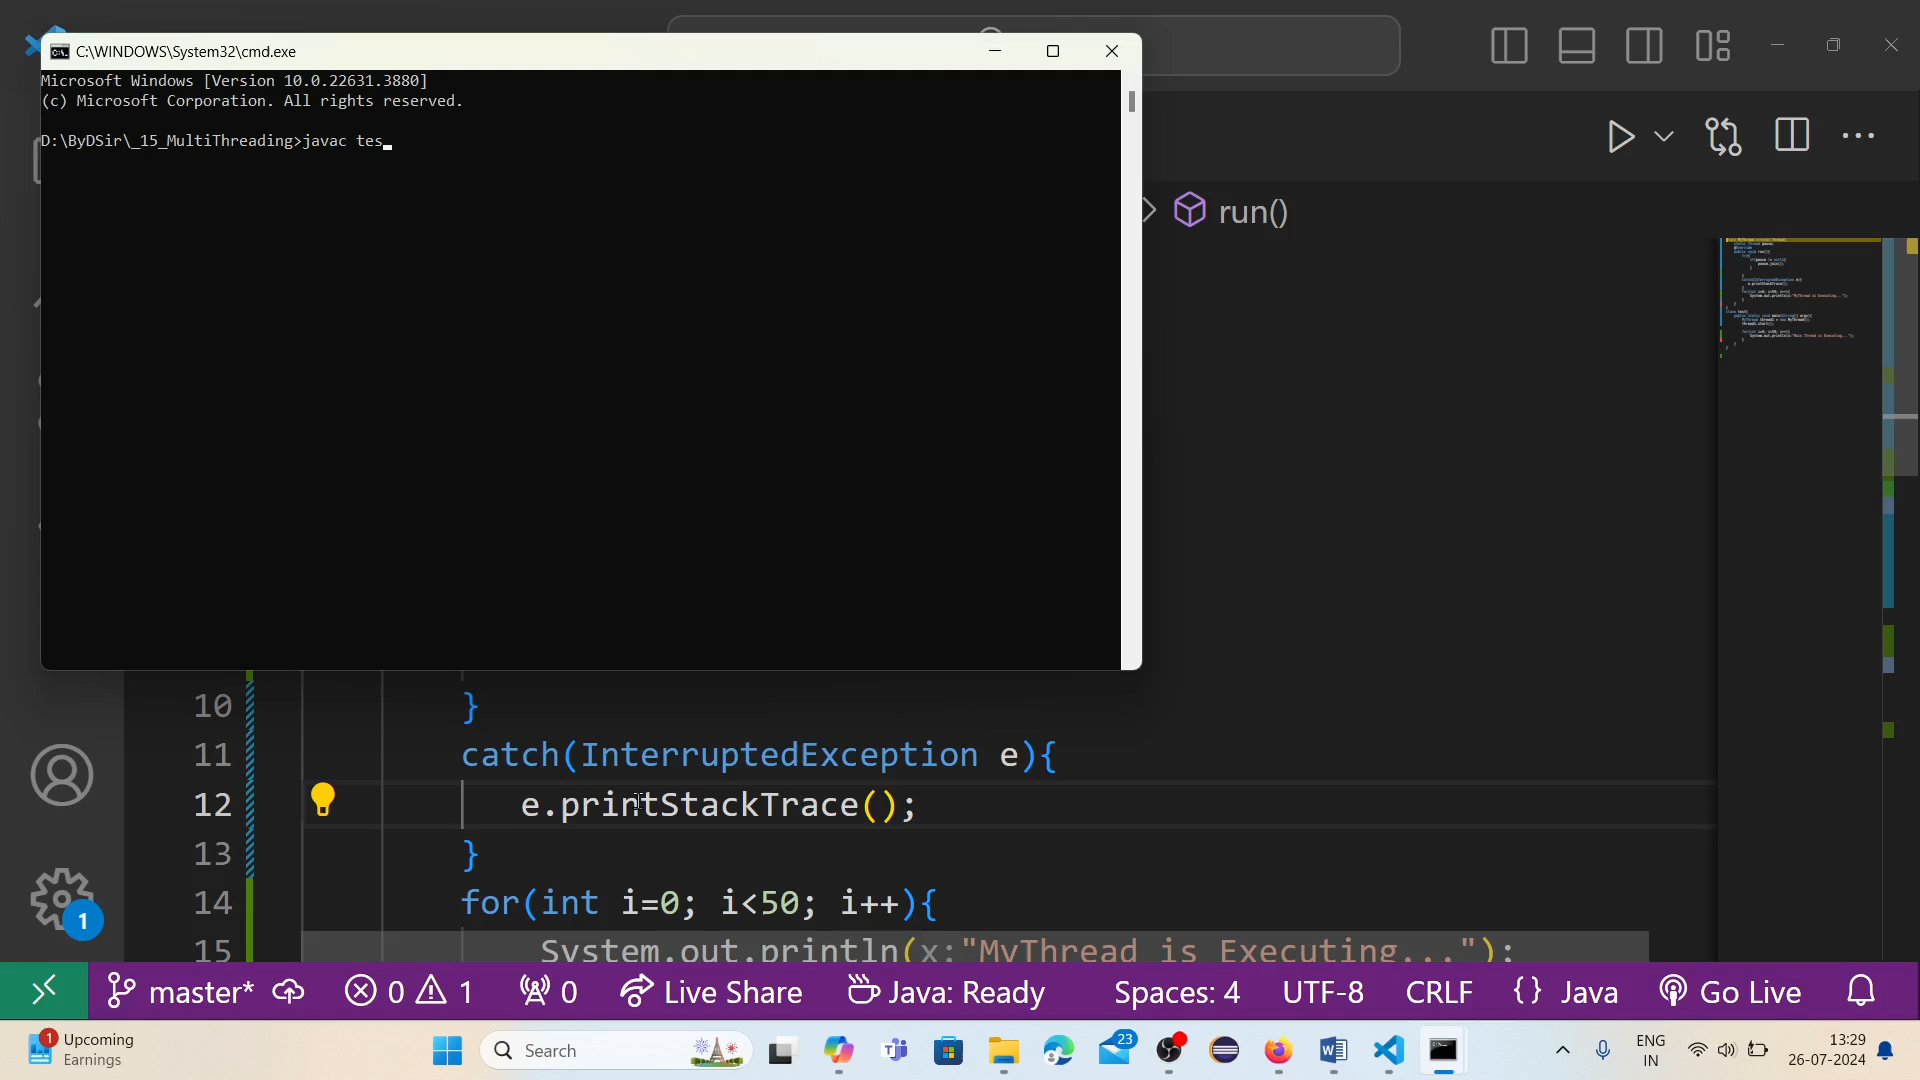 C:\WINDOWS\System32\cmd.exe
Microsoft Windows [Version 10.0.22631.3880]
(c) Microsoft Corporation. All rights reserved.
D:\ByDSir\_15_MultiThreading>javac tes
run()
10 }
11 catch(InterruptedException e){
12 e.printStackTrace();
13 }
14 for(int i=0; i<50; i++){
15 System.out.println(x:"MyThread is Executing...");
1
master* 0 1 0 Live Share Java: Ready Spaces: 4 UTF-8 CRLF {} Java Go Live
1 Upcoming
Earnings
Search
23
ENG
IN
13:29
26-07-2024